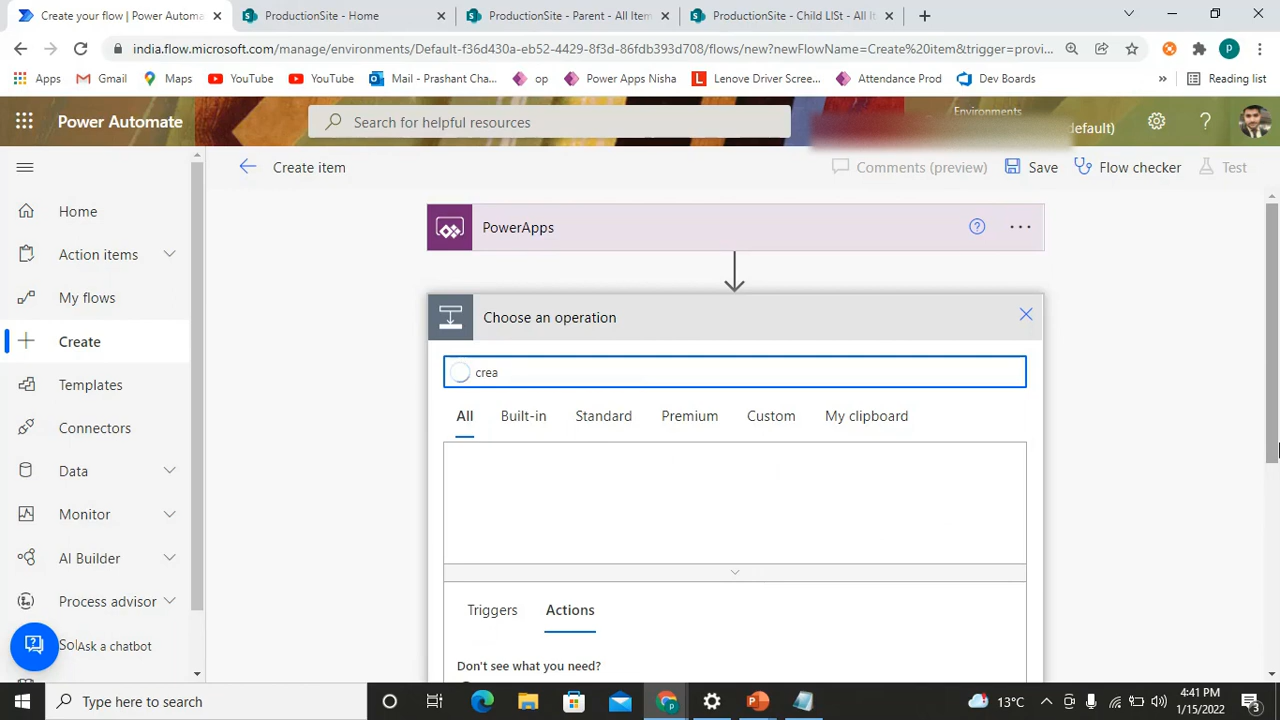 Create your flow | Power Automa
ProductionSite - Home
ProductionSite - Parent - All Item
ProductionSite - Child LISt - All It
india.flow.microsoft.com/manage/environments/Default-f36d430a-eb52-4429-8f3d-86fdb393d708/flows/new?newFlowName=Create%20item&trigger=provi...
P
Apps
Gmail
Maps
YouTube
YouTube
Mail - Prashant Cha...
op
Power Apps Nisha
Lenove Driver Scree...
Attendance Prod
Dev Boards
»
Reading list
Power Automate
Search for helpful resources
Environments
default)
Create item
Comments (preview)
Save
Flow checker
Test
Home
Action items
My flows
Create
Templates
Connectors
Data
Monitor
AI Builder
Process advisor
Sol
Ask a chatbot
PowerApps
Choose an operation
crea
All
Built-in
Standard
Premium
Custom
My clipboard
Triggers
Actions
Don't see what you need?
Type here to search
13°C
4:41 PM
1/15/2022
3